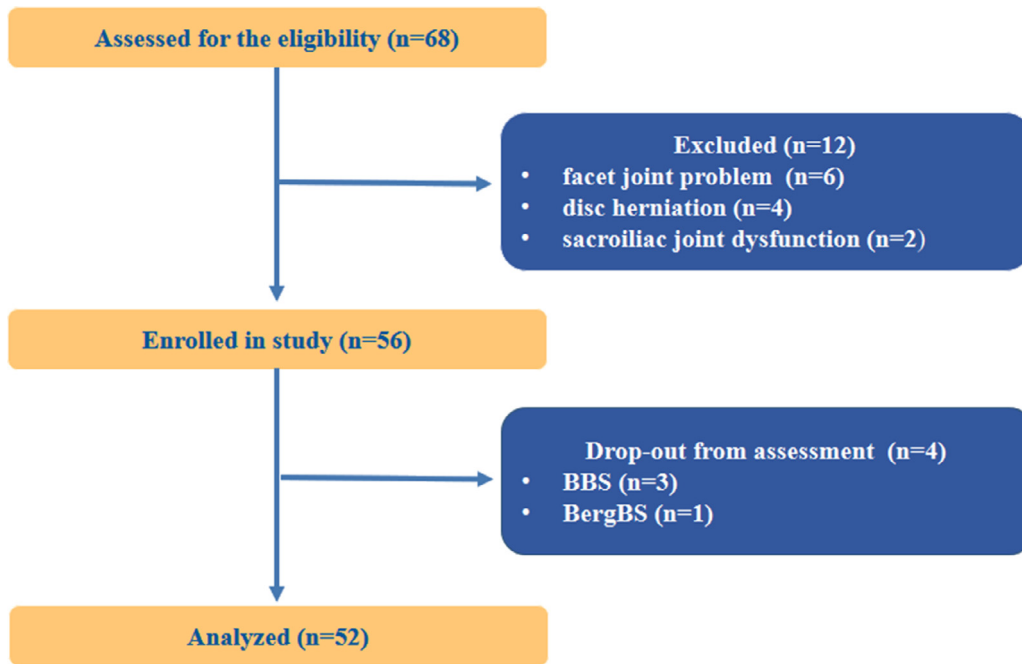 Assessed for the eligibility (n=68)
Excluded (n=12)
• facet joint problem (n=6)
• disc herniation (n=4)
• sacroiliac joint dysfunction (n=2)
Enrolled in study (n=56)
Drop-out from assessment (n=4)
• BBS (n=3)
• BergBS (n=1)
Analyzed (n=52)